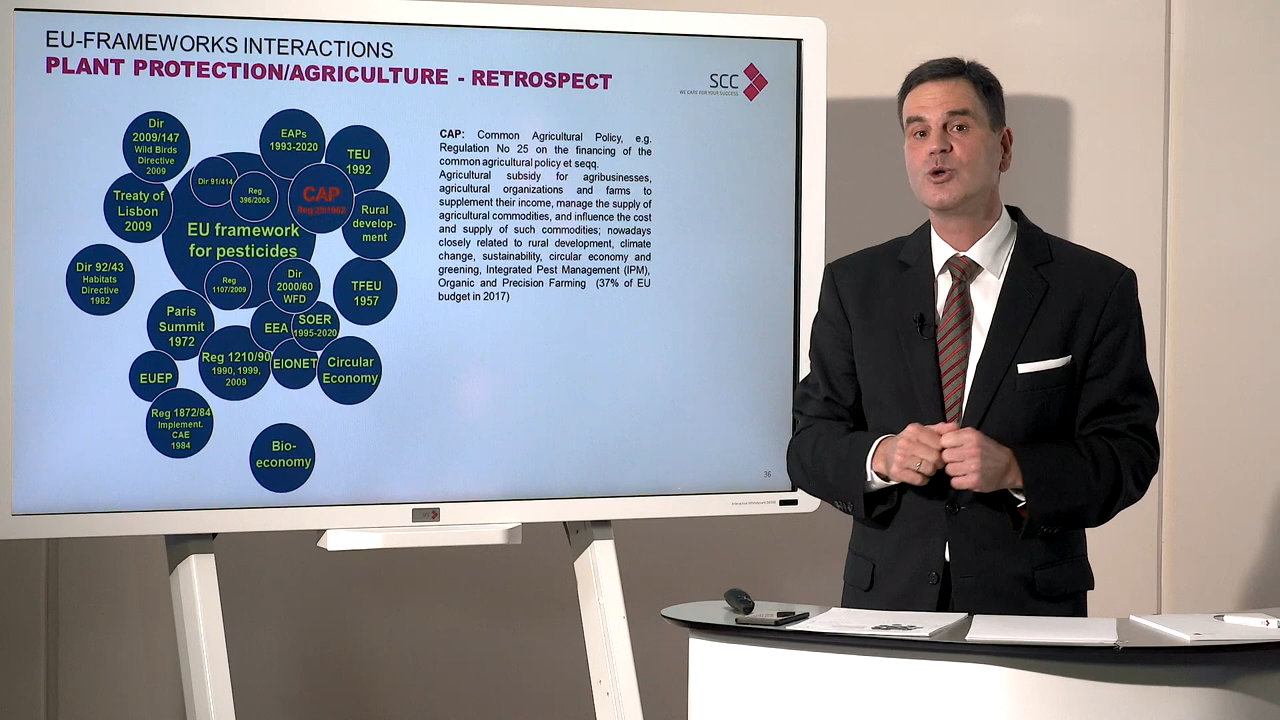 EU-FRAMEWORKS INTERACTIONS
PLANT PROTECTION/AGRICULTURE - RETROSPECT
SCC
WE CARE FOR YOUR SUCCESS
Dir
2009/147
Wild Birds
Directive
2009
EAPs
1993-2020
TEU
1992
Dir 91/414
Reg
396/2005
CAP
Reg 25/1962
Treaty of
Lisbon
2009
Rural
develop-
ment
EU framework
for pesticides
Dir 92/43
Habitats
Directive
1982
Reg
1107/2009
Dir
2000/60
WFD
TFEU
1957
Paris
Summit
1972
EEA
SOER
1995-2020
Reg 1210/90
1990, 1999,
2009
EIONET
Circular
Economy
EUEP
Reg 1872/84
Implement.
CAE
1984
Bio-
economy
CAP: Common Agricultural Policy, e.g.
Regulation No 25 on the financing of the
common agricultural policy et seqq.
Agricultural subsidy for agribusinesses,
agricultural organizations and farms to
supplement their income, manage the supply of
agricultural commodities, and influence the cost
and supply of such commodities; nowadays
closely related to rural development, climate
change, sustainability, circular economy and
greening, Integrated Pest Management (IPM),
Organic and Precision Farming (37% of EU
budget in 2017)
36